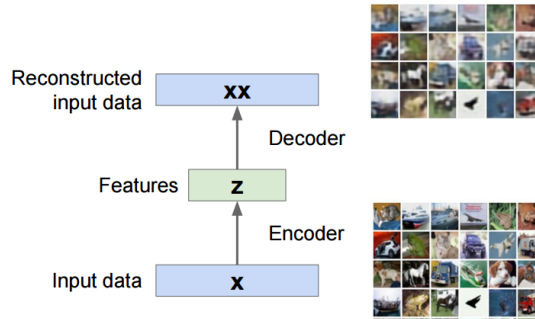 Reconstructed
input data
xx
Decoder
Features
z
Encoder
Input data
x